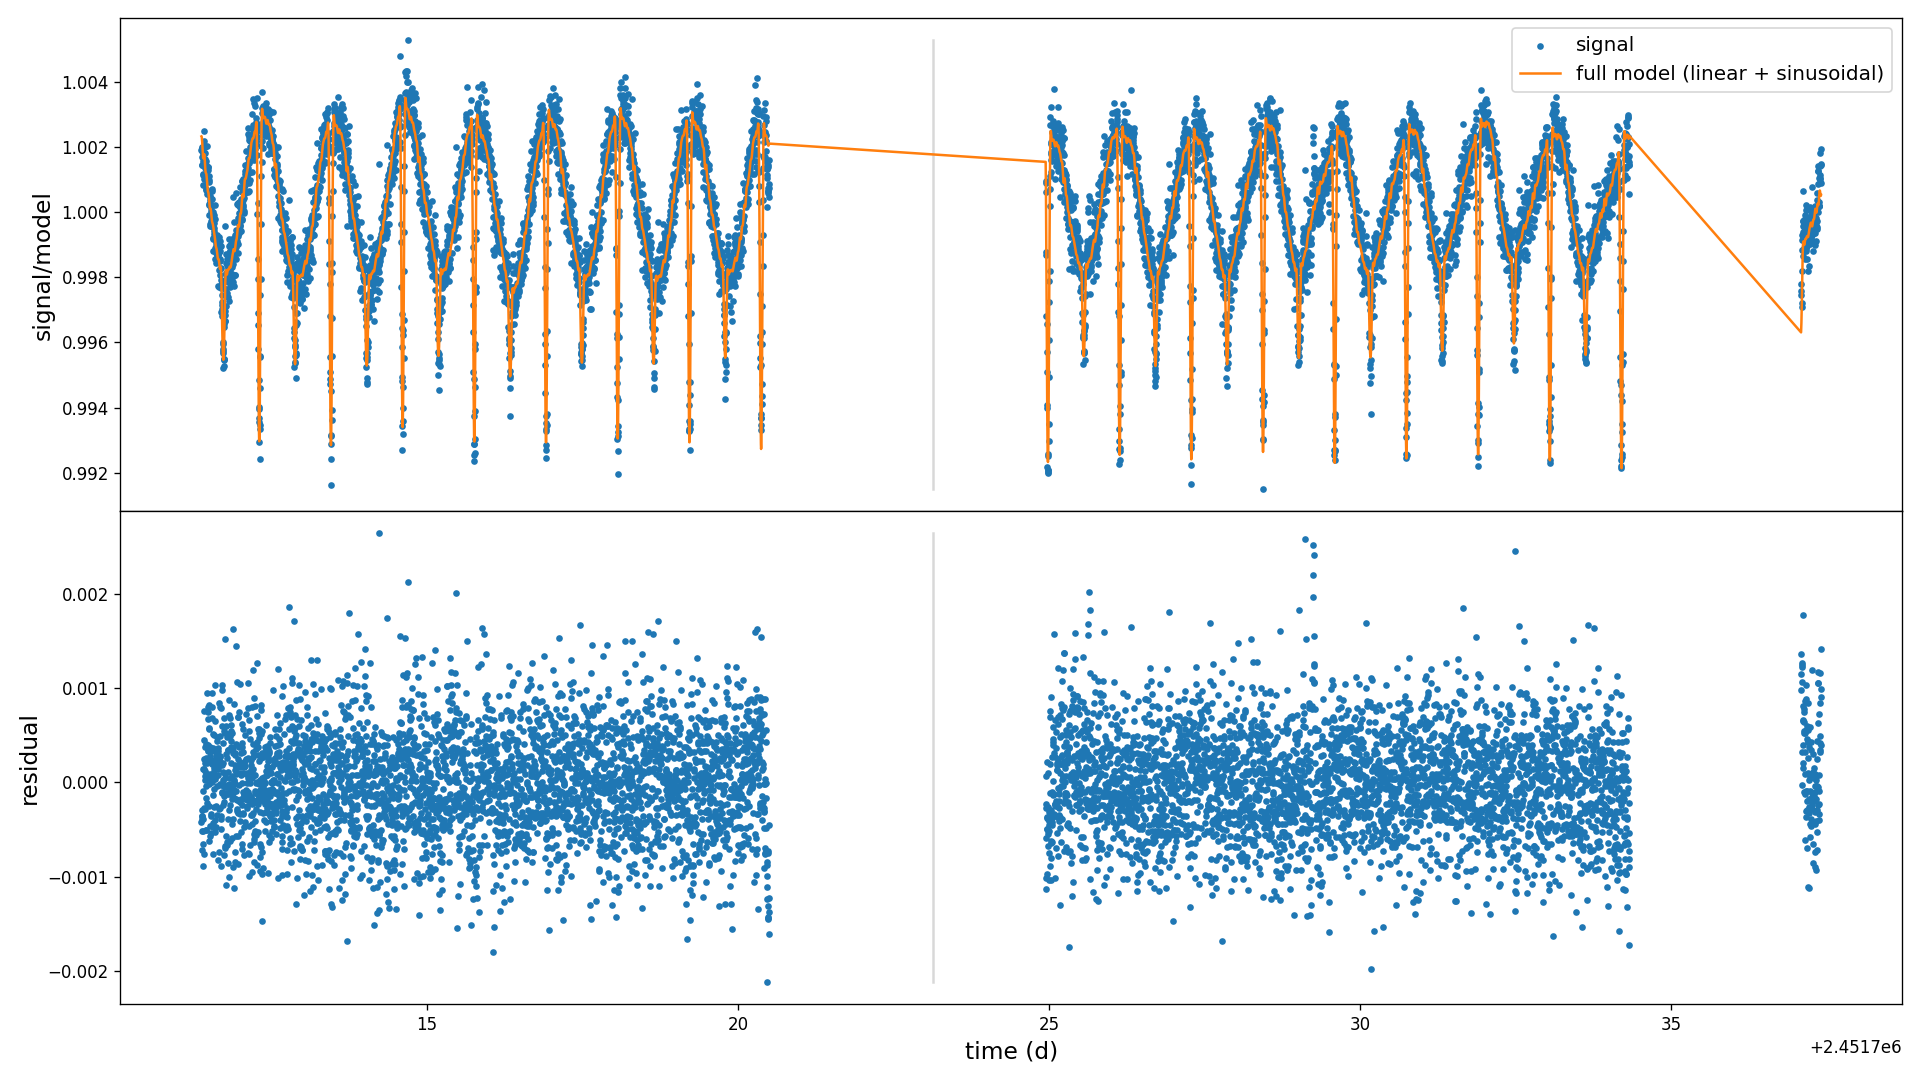 signal
full model (linear + sinusoidal)
signal/model
1.004
1.002
1.000
0.998
0.996
0.994
0.992
residual
0.002
0.001
0.000
−0.001
−0.002
15
20
25
30
35
time (d)
+2.4517e6